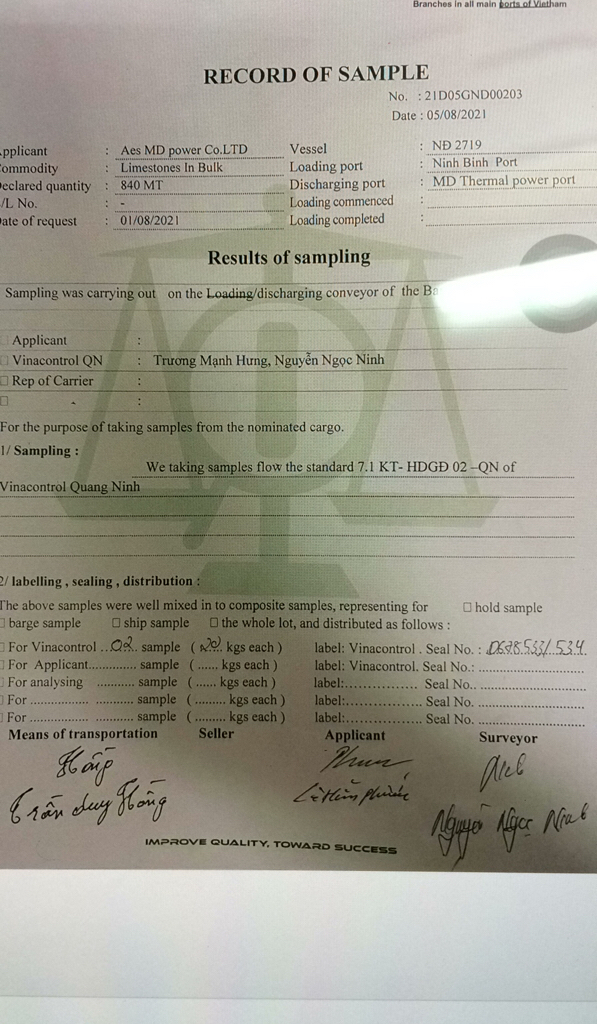 Branches in all main ports of Vietnam
RECORD OF SAMPLE
No. : 21D05GND00203
Date : 05/08/2021
pplicant : Aes MD power Co.LTD Vessel : NĐ 2719
ommodity : Limestones In Bulk Loading port : Ninh Bình Port
eclared quantity : 840 MT Discharging port : MD Thermal power port
/L No. : - Loading commenced :
ate of request : 01/08/2021 Loading completed :
Results of sampling
Sampling was carrying out on the Loading/discharging conveyor of the Ba
☐ Applicant :
☐ Vinacontrol QN : Trương Mạnh Hưng, Nguyễn Ngọc Ninh
☐ Rep of Carrier :
☐ - :
For the purpose of taking samples from the nominated cargo.
1/ Sampling :
We taking samples flow the standard 7.1 KT- HDGĐ 02 –QN of
Vinacontrol Quang Ninh
2/ labelling , sealing , distribution :
The above samples were well mixed in to composite samples, representing for ☐ hold sample
☐ barge sample ☐ ship sample ☐ the whole lot, and distributed as follows :
☐ For Vinacontrol ..02.. sample ( 20 kgs each ) label: Vinacontrol . Seal No. :
☐ For Applicant............. sample ( ...... kgs each ) label: Vinacontrol. Seal No.:
☐ For analysing ........... sample ( ...... kgs each ) label:................ Seal No..
☐ For ................. ........... sample ( ........ kgs each ) label:................ Seal No.
☐ For ................. ........... sample ( ........ kgs each ) label:................ Seal No.
Means of transportation Seller Applicant Surveyor
Hồng
Trần Duy Hồng
Nguyễn Ngọc Ninh
IMPROVE QUALITY, TOWARD SUCCESS